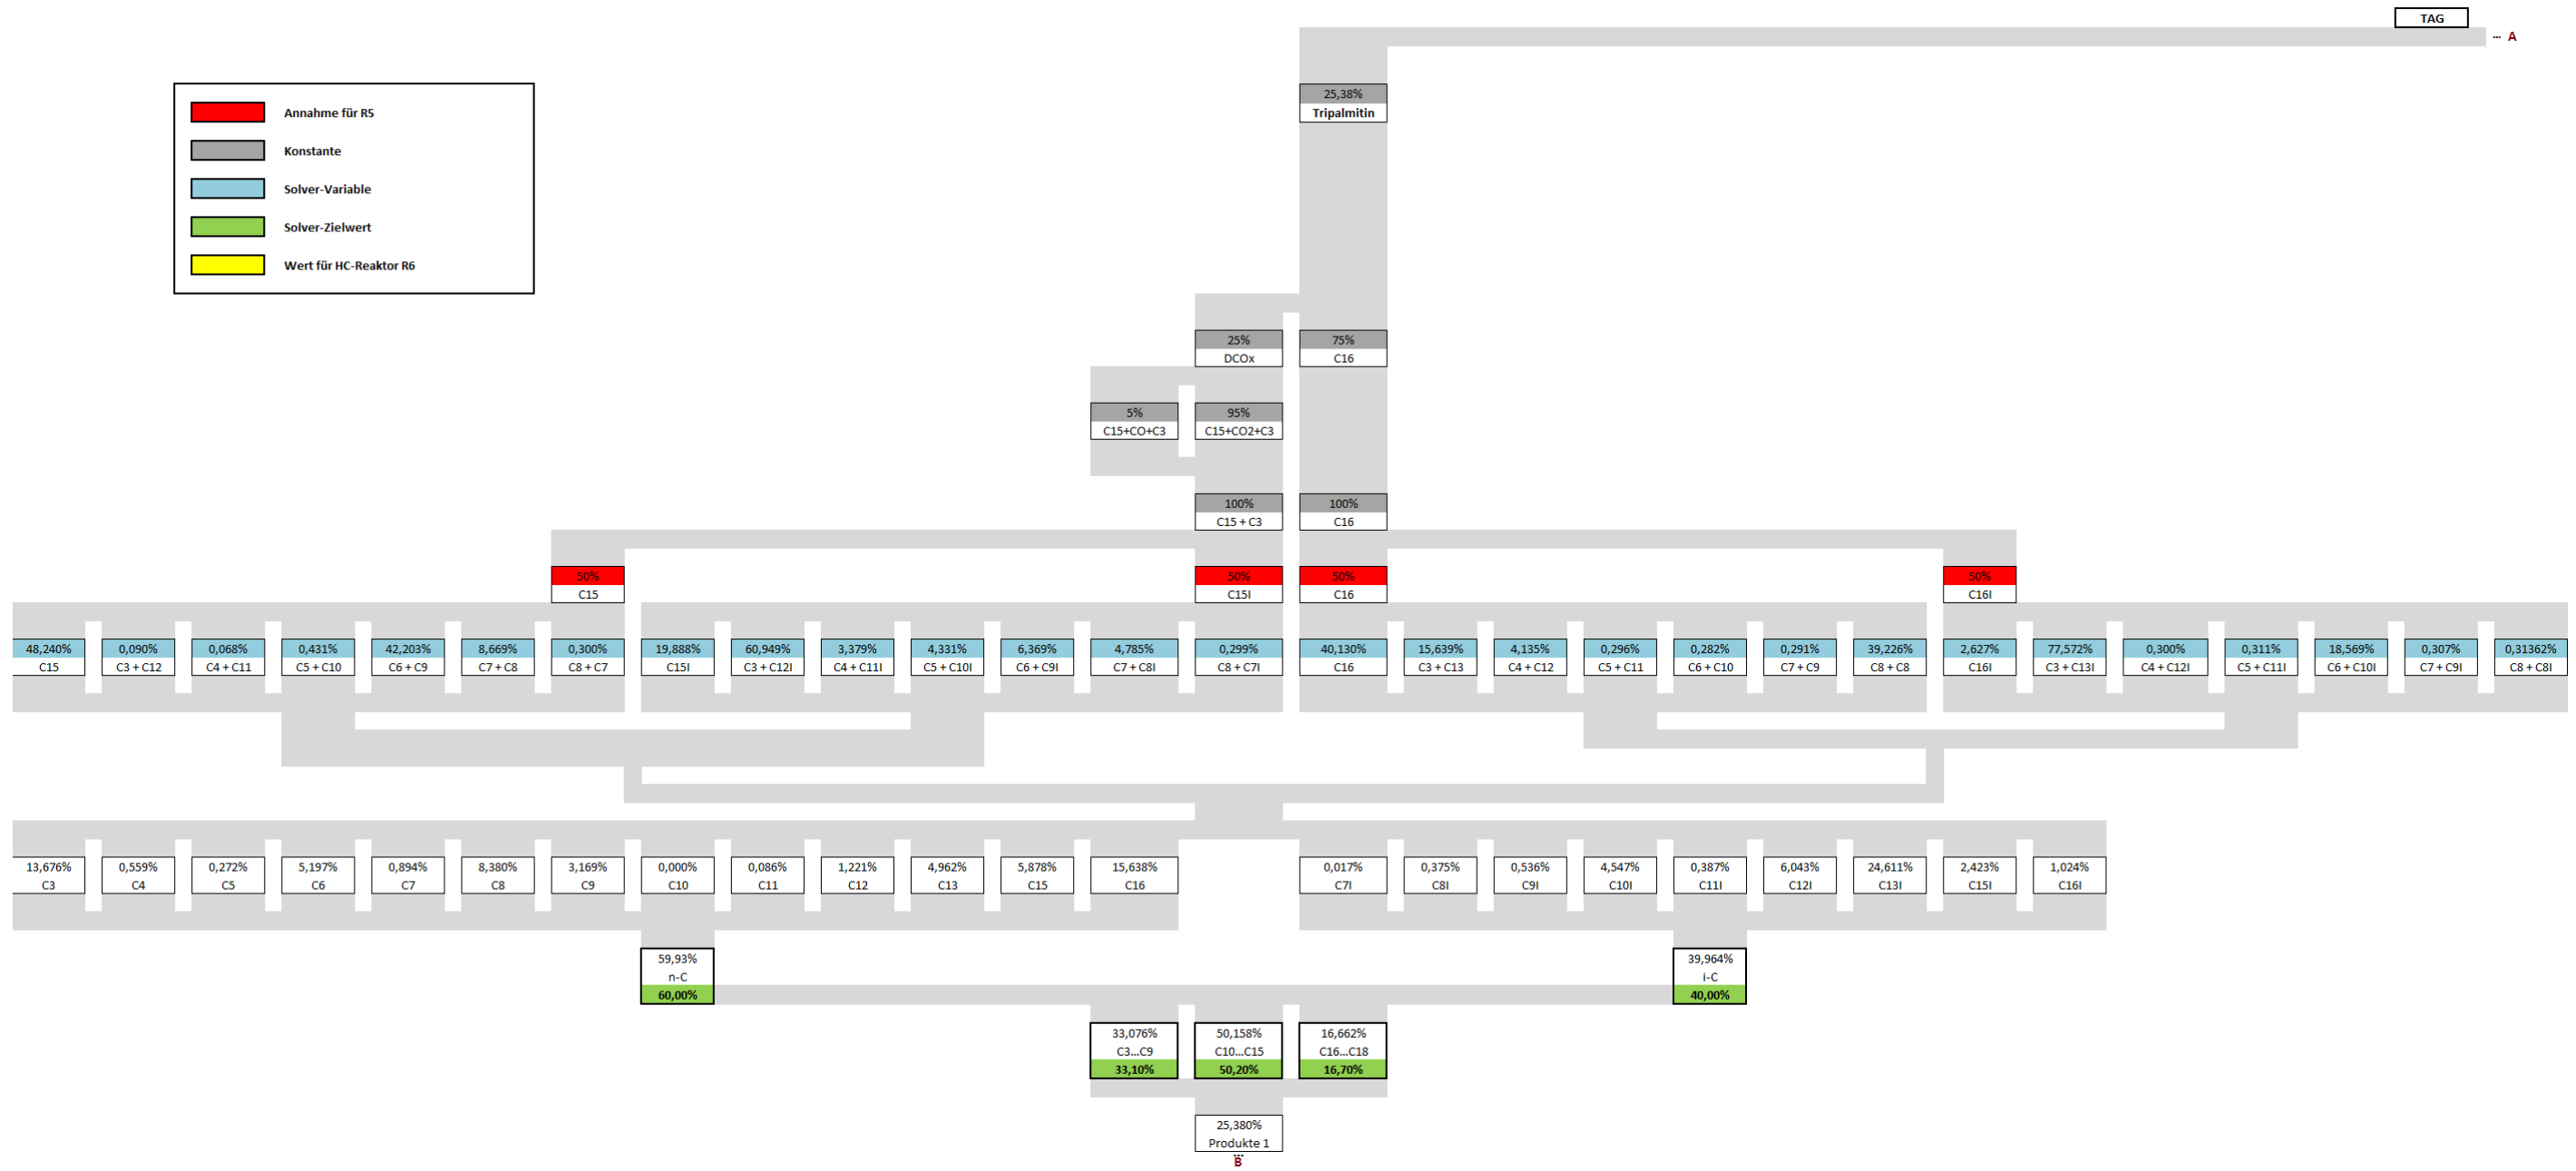 TAG
... A
Annahme für R5
Konstante
Solver-Variable
Solver-Zielwert
Wert für HC-Reaktor R6
25,38%
Tripalmitin
25% 75%
DCOx C16
5% 95%
C15+CO+C3 C15+CO2+C3
100% 100%
C15 + C3 C16
50% 50% 50% 50%
C15 C15I C16 C16I
48,240% 0,090% 0,068% 0,431% 42,203% 8,669% 0,300% 19,888% 60,949% 3,379% 4,331% 6,369% 4,785% 0,299% 40,130% 15,639% 4,135% 0,296% 0,282% 0,291% 39,226% 2,627% 77,572% 0,300% 0,311% 18,569% 0,307% 0,31362%
C15 C3 + C12 C4 + C11 C5 + C10 C6 + C9 C7 + C8 C8 + C7 C15I C3 + C12I C4 + C11I C5 + C10I C6 + C9I C7 + C8I C8 + C7I C16 C3 + C13 C4 + C12 C5 + C11 C6 + C10 C7 + C9 C8 + C8 C16I C3 + C13I C4 + C12I C5 + C11I C6 + C10I C7 + C9I C8 + C8I
13,676% 0,559% 0,272% 5,197% 0,894% 8,380% 3,169% 0,000% 0,086% 1,221% 4,962% 5,878% 15,638% 0,017% 0,375% 0,536% 4,547% 0,387% 6,043% 24,611% 2,423% 1,024%
C3 C4 C5 C6 C7 C8 C9 C10 C11 C12 C13 C15 C16 C7I C8I C9I C10I C11I C12I C13I C15I C16I
59,93% 39,964%
n-C i-C
60,00% 40,00%
33,076% 50,158% 16,662%
C3...C9 C10...C15 C16...C18
33,10% 50,20% 16,70%
25,380%
Produkte 1
...
B